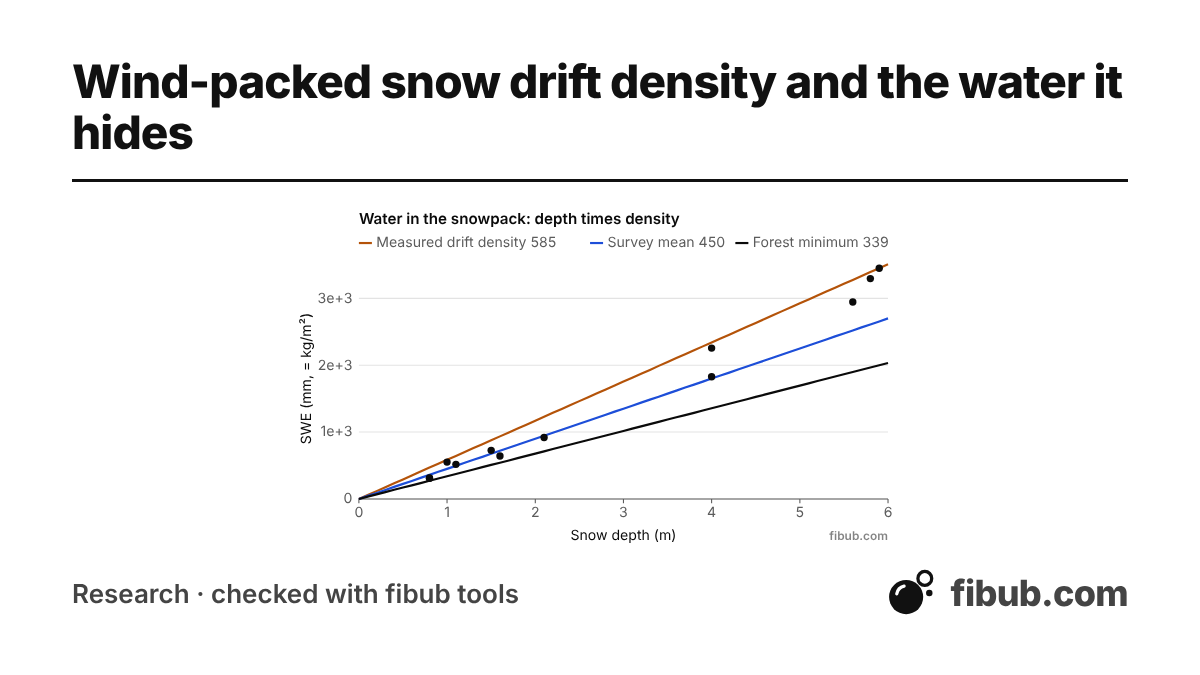 Wind-packed snow drift density and the water it
hides
Water in the snowpack: depth times density
Measured drift density 585 Survey mean 450 Forest minimum 339
3e+3
2e+3
1e+3
0
SWE (mm, = kg/m²)
0 1 2 3 4 5 6
Snow depth (m)
fibub.com
Research · checked with fibub tools
fibub.com